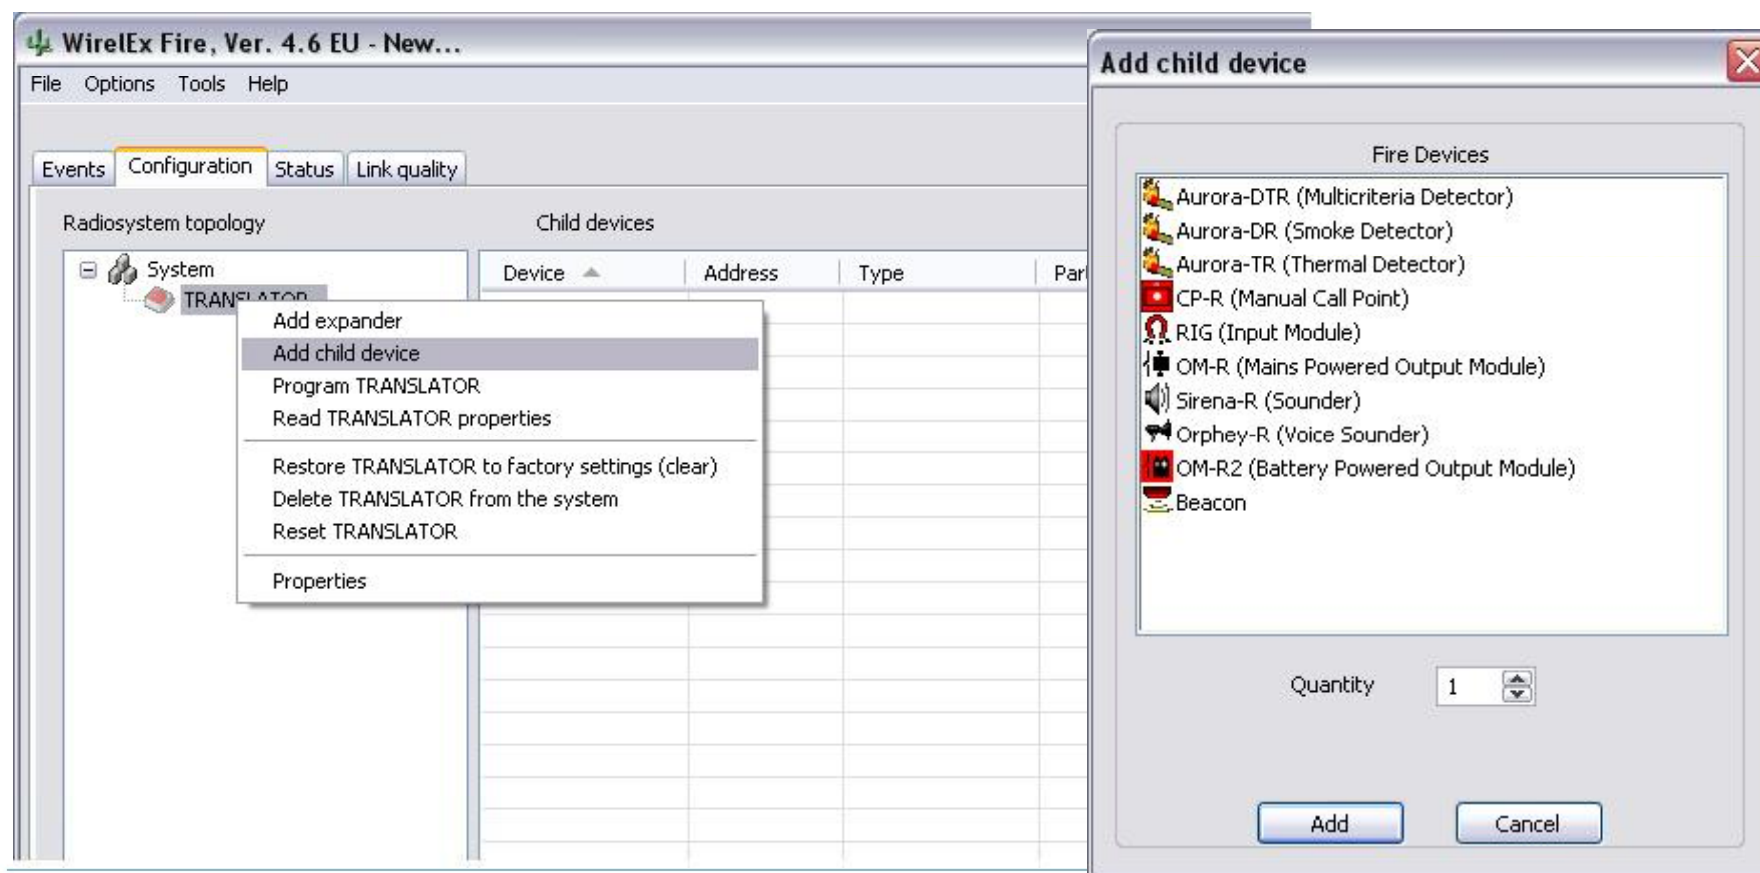 WirelEx Fire, Ver. 4.6 EU - New...
File Options Tools Help
Events Configuration Status Link quality
Radiosystem topology
Child devices
System
TRANSLATOR
Device Address Type Par
Add expander
Add child device
Program TRANSLATOR
Read TRANSLATOR properties
Restore TRANSLATOR to factory settings (clear)
Delete TRANSLATOR from the system
Reset TRANSLATOR
Properties
Add child device
Fire Devices
Aurora-DTR (Multicriteria Detector)
Aurora-DR (Smoke Detector)
Aurora-TR (Thermal Detector)
CP-R (Manual Call Point)
RIG (Input Module)
OM-R (Mains Powered Output Module)
Sirena-R (Sounder)
Orphey-R (Voice Sounder)
OM-R2 (Battery Powered Output Module)
Beacon
Quantity 1
Add Cancel